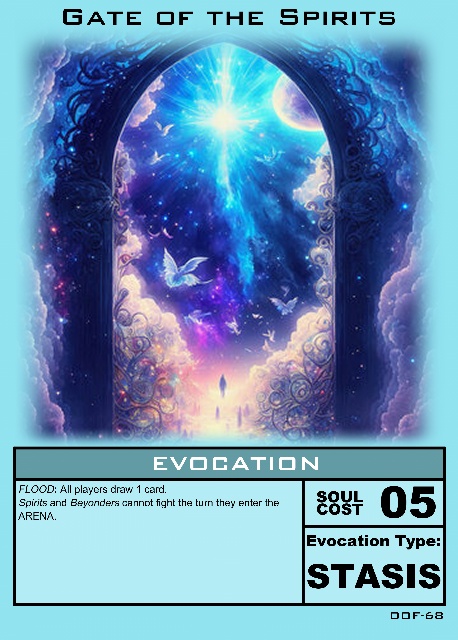 Gate of the Spirits
EVOCATION
FLOOD: All players draw 1 card.
Spirits and Beyonders cannot fight the turn they enter the
ARENA.
SOUL
COST
05
Evocation Type:
STASIS
DOF-68